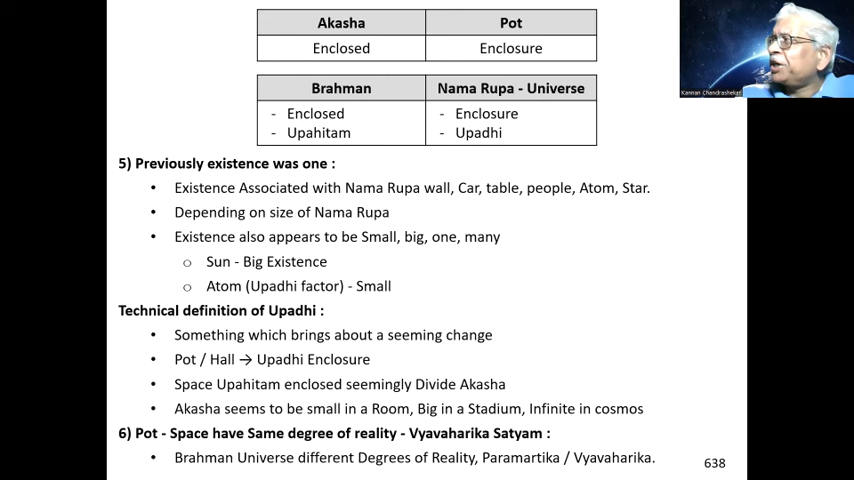 Akasha Pot
Enclosed Enclosure
Brahman Nama Rupa - Universe
- Enclosed - Enclosure
- Upahitam - Upadhi
5) Previously existence was one :
• Existence Associated with Nama Rupa wall, Car, table, people, Atom, Star.
• Depending on size of Nama Rupa
• Existence also appears to be Small, big, one, many
○ Sun - Big Existence
○ Atom (Upadhi factor) - Small
Technical definition of Upadhi :
• Something which brings about a seeming change
• Pot / Hall → Upadhi Enclosure
• Space Upahitam enclosed seemingly Divide Akasha
• Akasha seems to be small in a Room, Big in a Stadium, Infinite in cosmos
6) Pot - Space have Same degree of reality - Vyavaharika Satyam :
• Brahman Universe different Degrees of Reality, Paramartika / Vyavaharika.
638
Kannan Chandrashekar